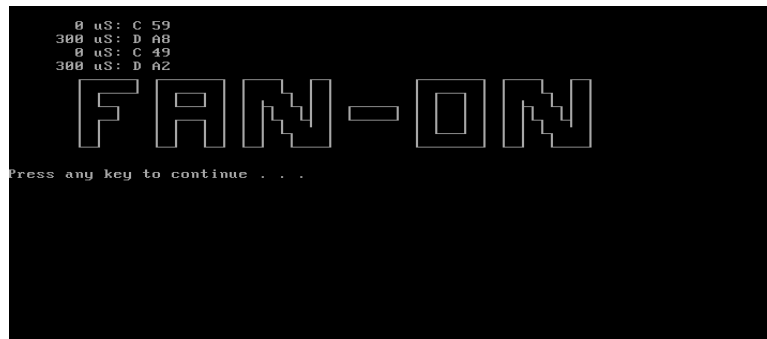 0 uS: C 59
300 uS: D A8
0 uS: C 49
300 uS: D A2
FAN-ON
Press any key to continue . . .